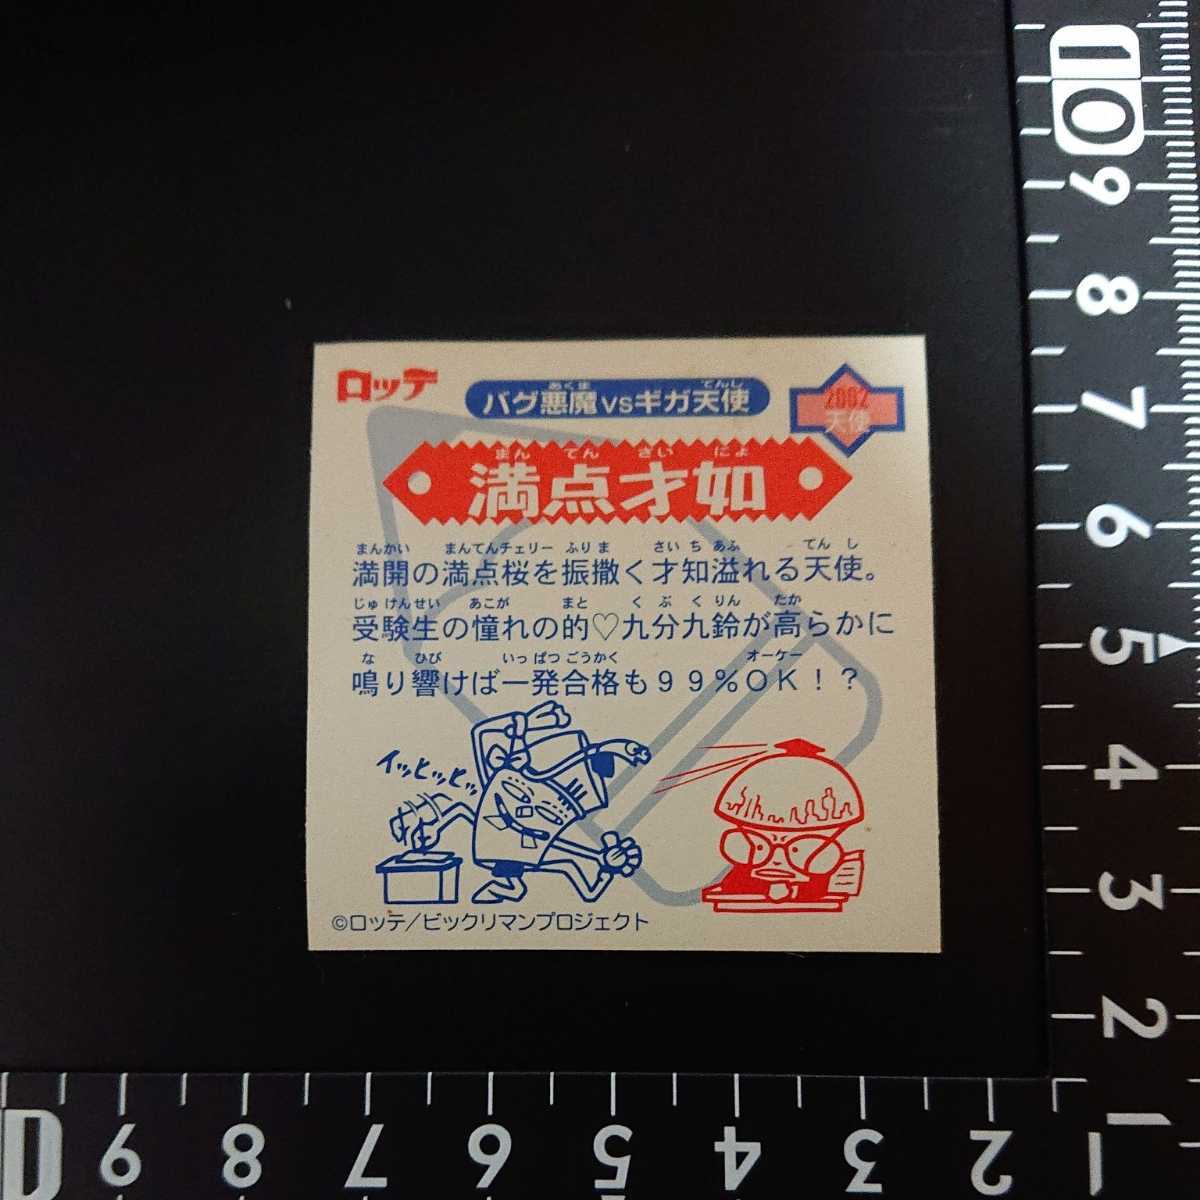 ロッテ
あくま てんし
バグ悪魔vsギガ天使
2002
天使
まん てん さい にょ
満点才如
まんかい まんてんチェリー ふりま さいち あふ てんし
満開の満点桜を振撒く才知溢れる天使。
じゅけんせい あこが まと くぶくりん たか
受験生の憧れの的♡九分九鈴が高らかに
な ひび いっぱつごうかく オーケー
鳴り響けば一発合格も99%OK!?
イッヒッヒッ
©ロッテ/ビックリマンプロジェクト
10
9
8
7
6
5
4
3
2
1
10 9 8 7 6 5 4 3 2 1